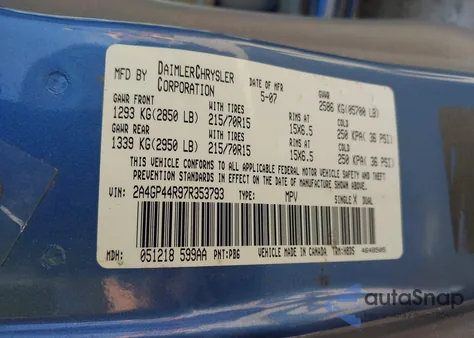 MFD BY DAIMLERCHRYSLER CORPORATION DATE OF MFR 5-07 GVWR 2586 KG(05700 LB)
GAWR FRONT WITH TIRES RIMS AT COLD
1293 KG(2850 LB) 215/70R15 15X6.5 250 KPA( 36 PSI)
GAWR REAR WITH TIRES RIMS AT COLD
1339 KG(2950 LB) 215/70R15 15X6.5 250 KPA( 36 PSI)
THIS VEHICLE CONFORMS TO ALL APPLICABLE FEDERAL MOTOR VEHICLE SAFETY AND THEFT
PREVENTION STANDARDS IN EFFECT ON THE DATE OF MANUFACTURE SHOWN ABOVE.
VIN: 2A4GP44R97R353793 TYPE: MPV SINGLE X DUAL
MDH: 051218 599AA PNT:PB6 VEHICLE MADE IN CANADA TRM:H8D5
autoSnap